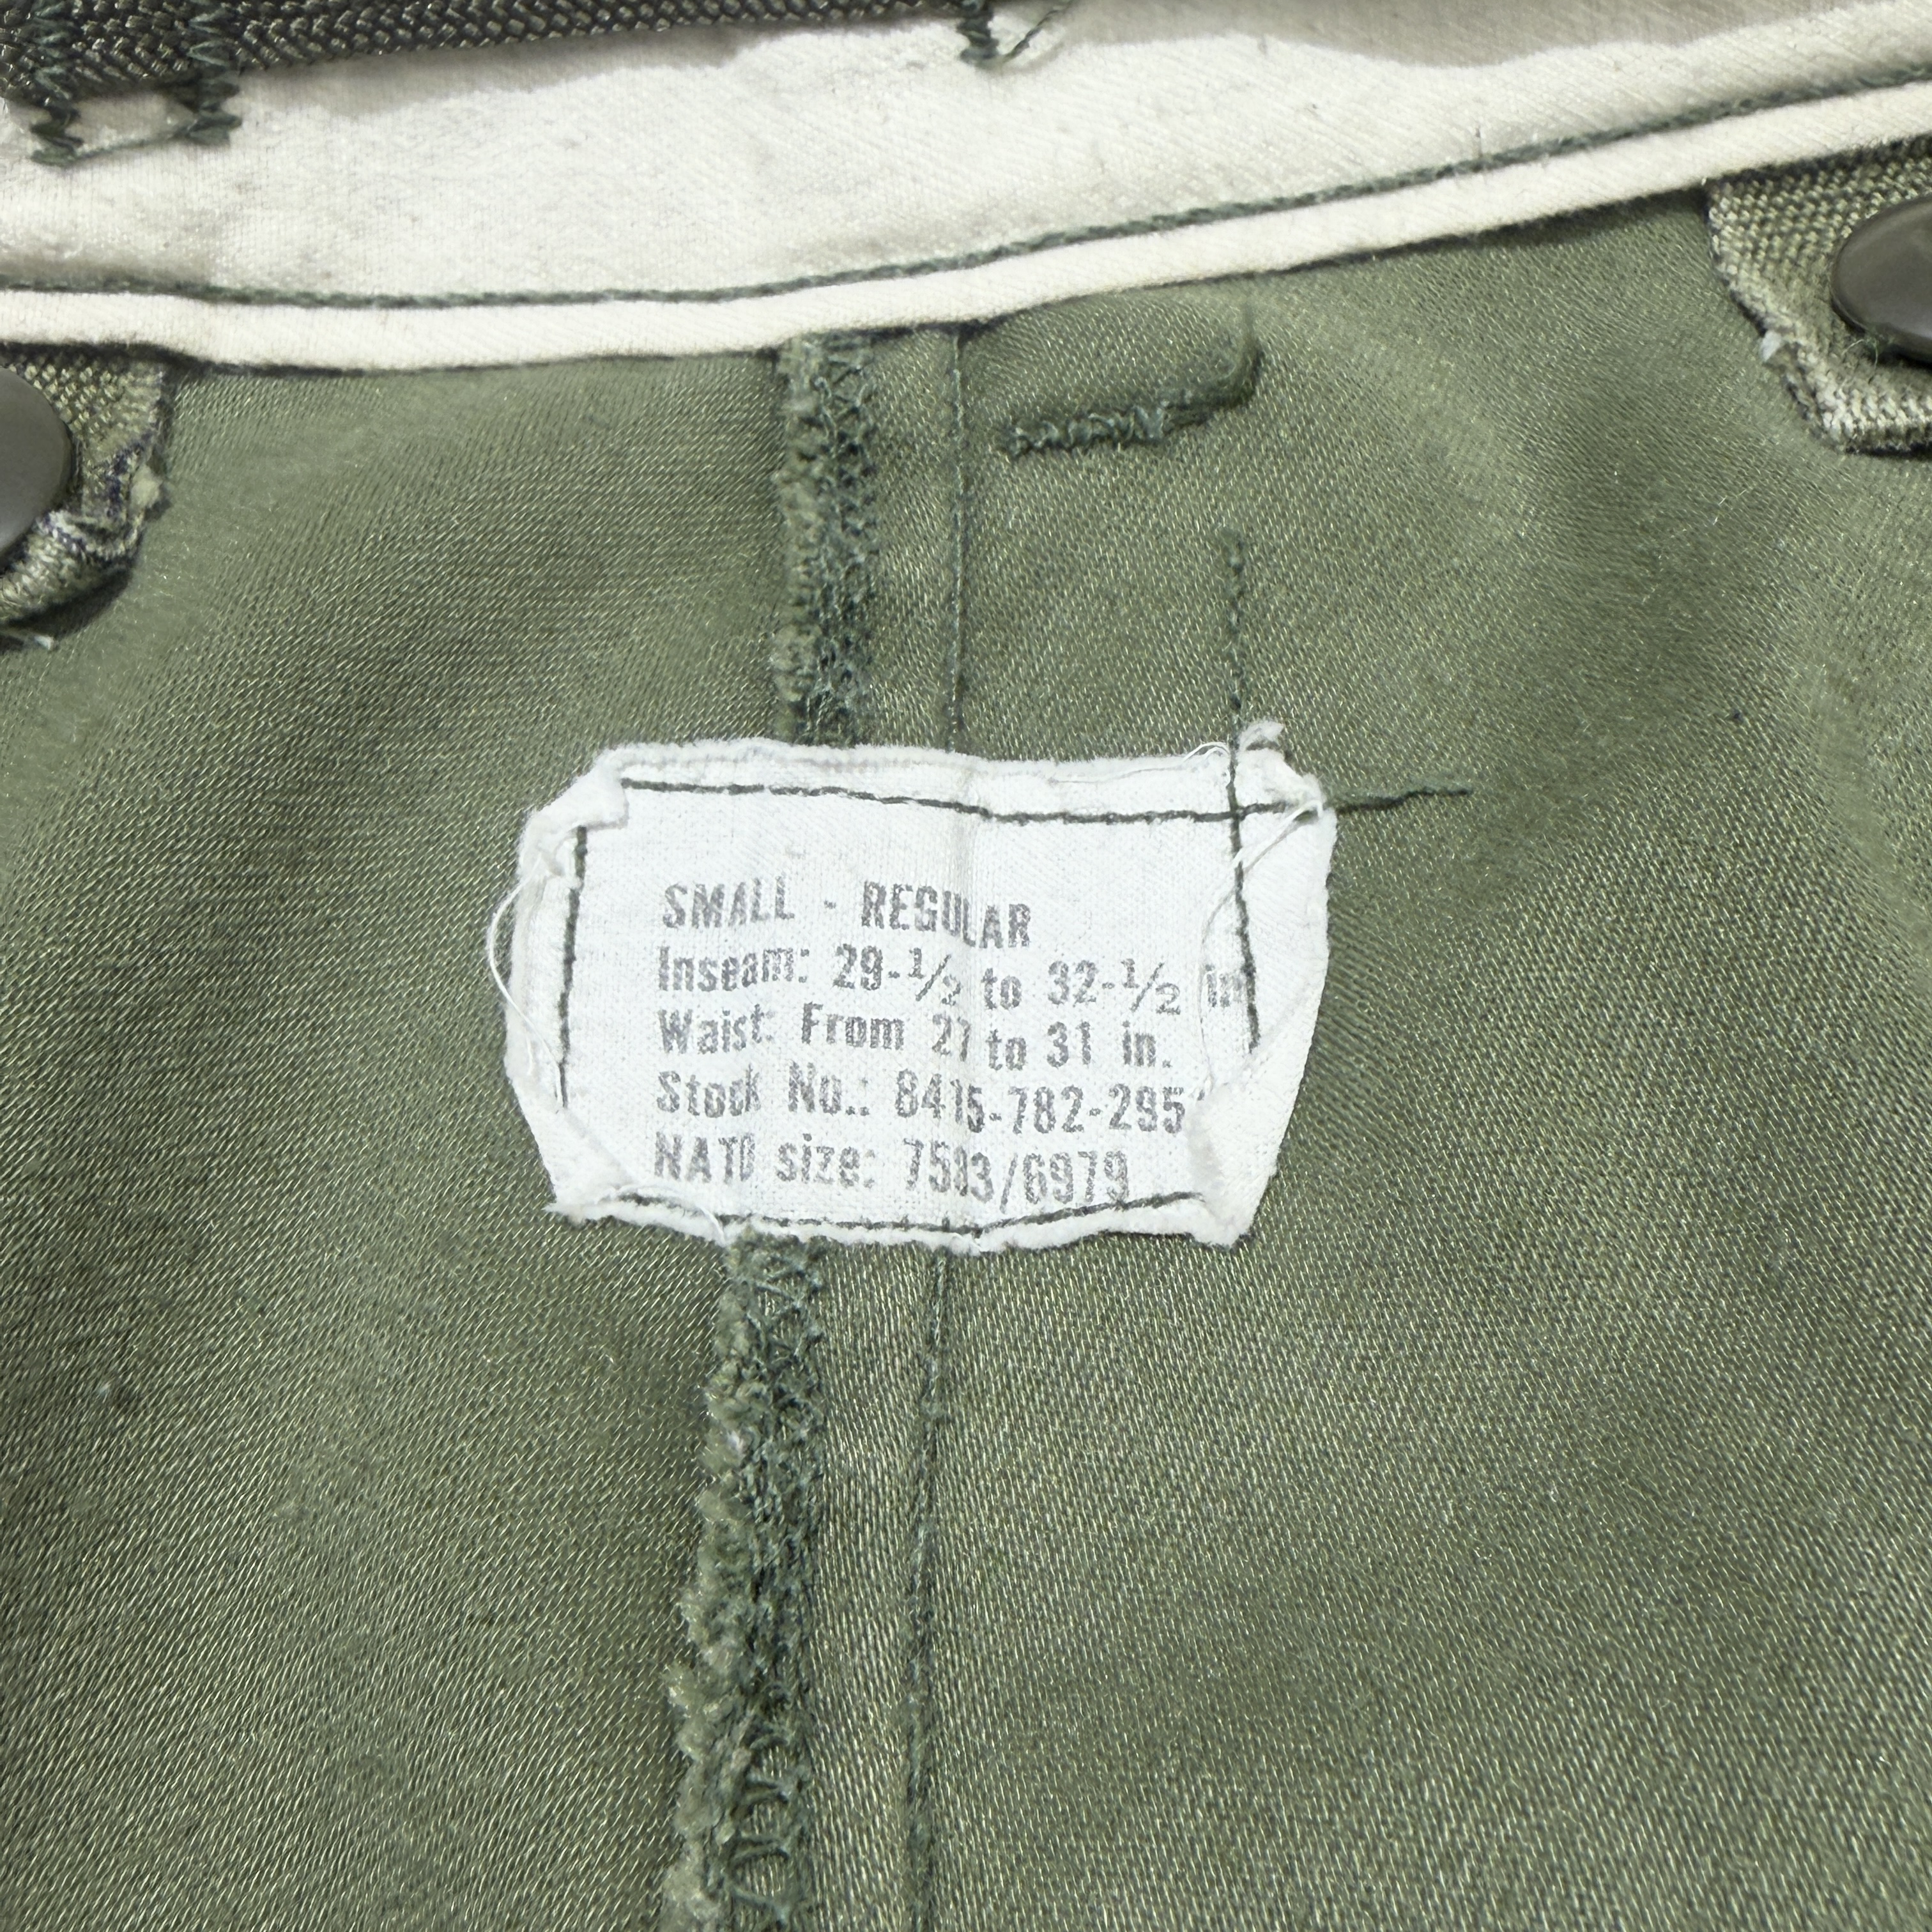 SMALL - REGULAR
Inseam: 29-1/2 to 32-1/2 in
Waist: From 27 to 31 in.
Stock No.: 8415-782-295
NATO size: 7583/6979